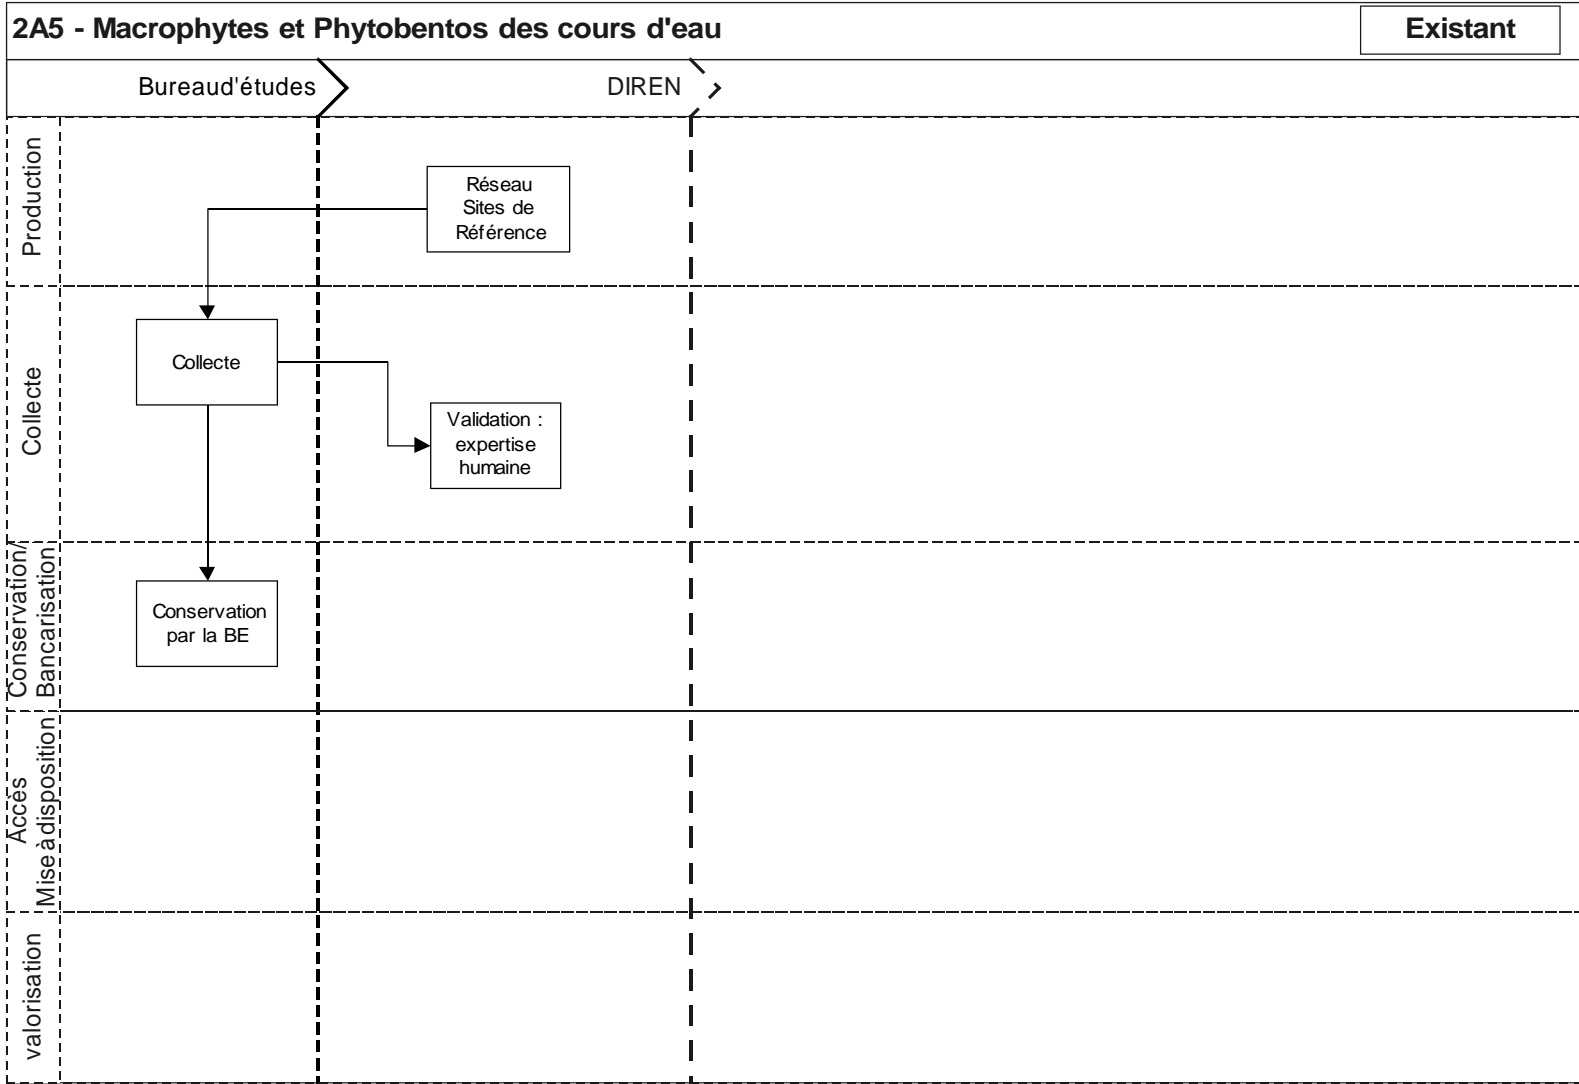 2A5 - Macrophytes et Phytobentos des cours d'eau
Existant
Bureaud'études
DIREN
Production
Réseau
Sites de
Référence
Collecte
Collecte
Validation :
expertise
humaine
Conservation/
Bancarisation
Conservation
par la BE
Accès
Mise àdisposition
valorisation